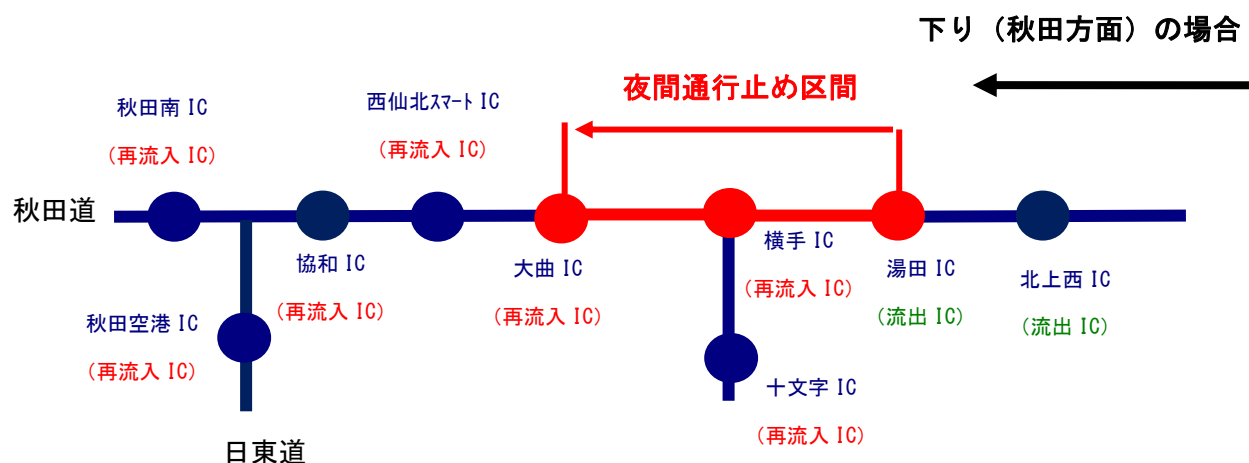 下り（秋田方面）の場合
夜間通行止め区間
西仙北スマート IC
（再流入 IC）
秋田南 IC
（再流入 IC）
秋田道
協和 IC
（再流入 IC）
大曲 IC
（再流入 IC）
横手 IC
（再流入 IC）
湯田 IC
（流出 IC）
北上西 IC
（流出 IC）
秋田空港 IC
（再流入 IC）
十文字 IC
（再流入 IC）
日東道